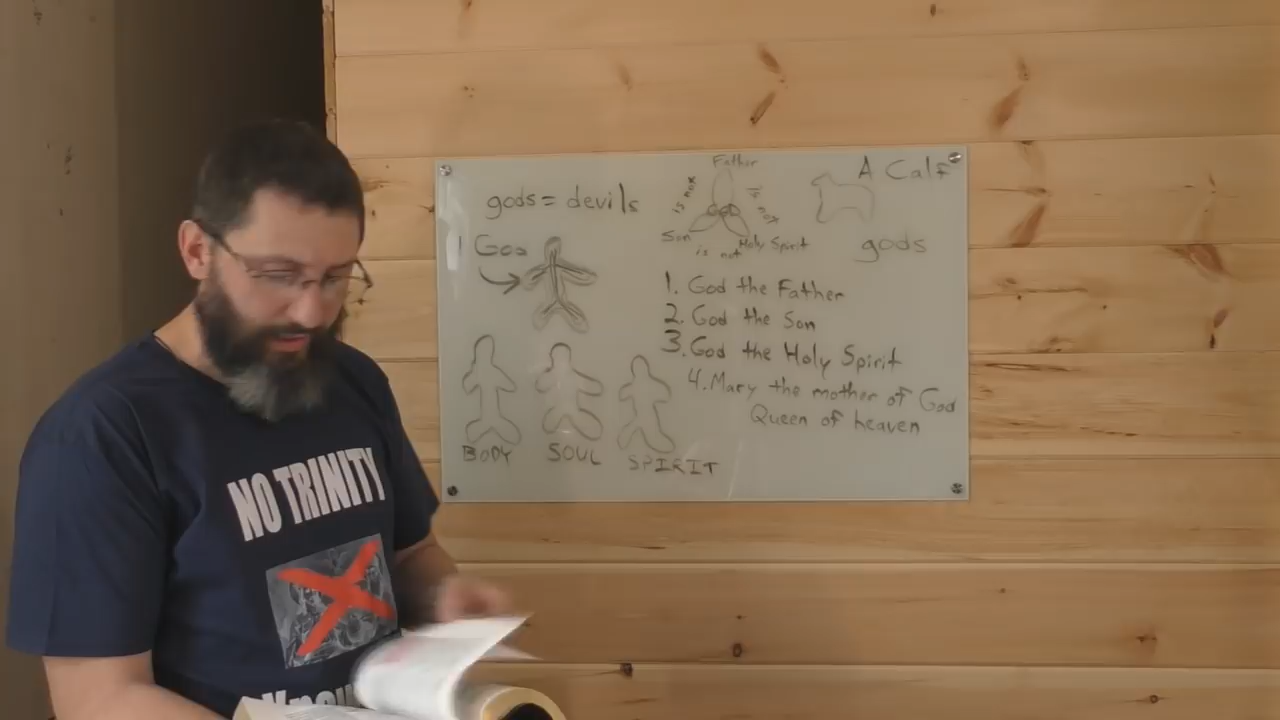 gods = devils
1 God
BODY
SOUL
SPIRIT
Father
is not
is not
Son
Holy Spirit
is not
A Calf
gods
1. God the Father
2. God the Son
3. God the Holy Spirit
4. Mary the mother of God
Queen of heaven
NO TRINITY